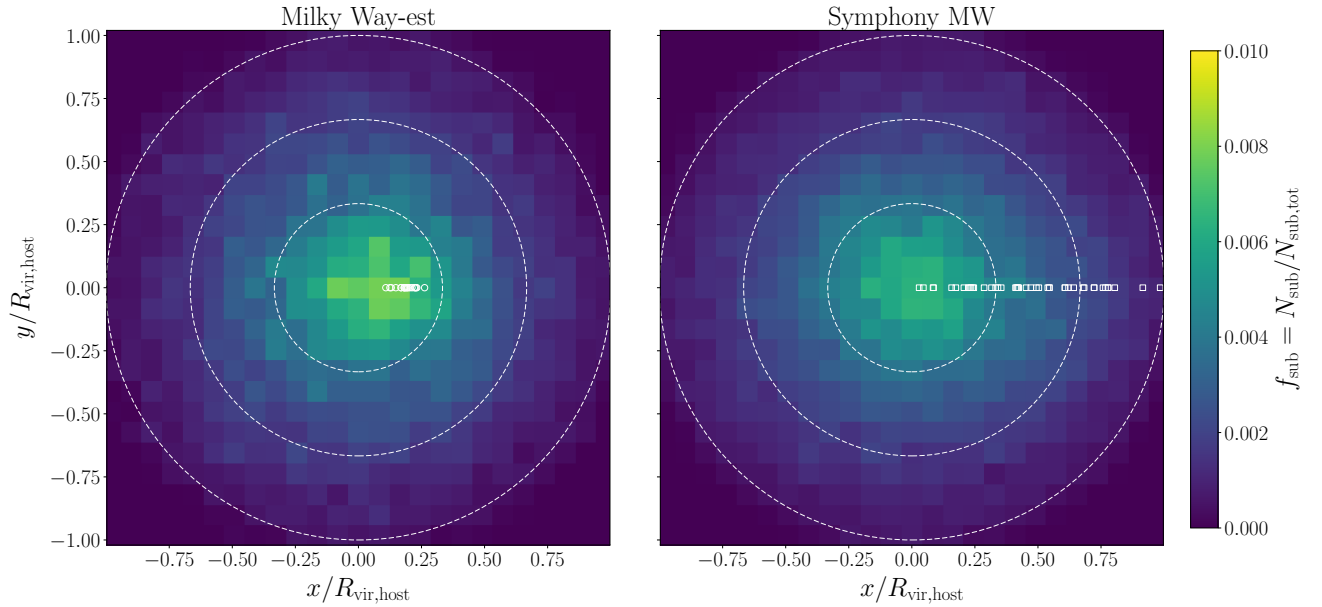 Milky Way-est
Symphony MW
1.00
0.75
0.50
0.25
0.00
−0.25
−0.50
−0.75
−1.00
y/R_vir,host
−0.75 −0.50 −0.25 0.00 0.25 0.50 0.75
x/R_vir,host
−0.75 −0.50 −0.25 0.00 0.25 0.50 0.75
x/R_vir,host
0.010
0.008
0.006
0.004
0.002
0.000
f_sub = N_sub/N_sub,tot